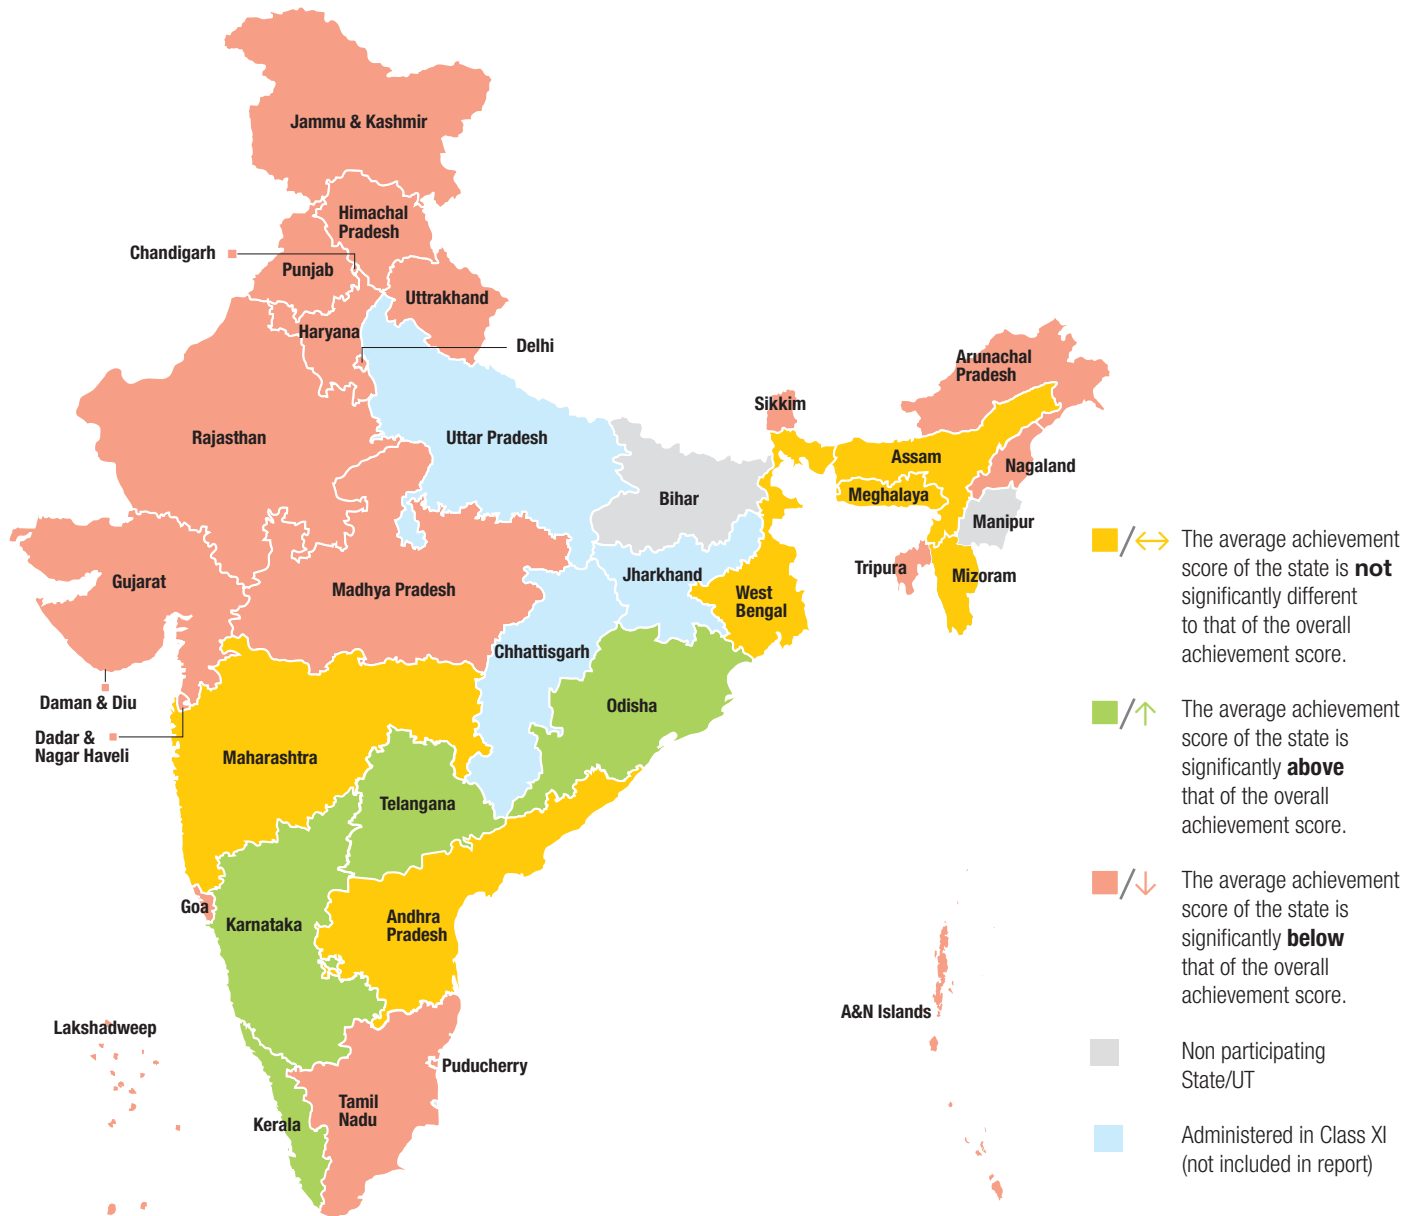 Jammu & Kashmir
Himachal
Pradesh
Chandigarh
Punjab
Uttrakhand
Haryana
Delhi
Arunachal
Pradesh
Sikkim
Rajasthan
Uttar Pradesh
Assam
Nagaland
Meghalaya
Bihar
Manipur
Gujarat
Jharkhand
Tripura
Mizoram
Madhya Pradesh
West
Bengal
Chhattisgarh
Daman & Diu
Odisha
Dadar &
Nagar Haveli
Maharashtra
Telangana
Goa
Karnataka
Andhra
Pradesh
A&N Islands
Lakshadweep
Puducherry
Tamil
Nadu
Kerala
/↔ The average achievement
score of the state is not
significantly different
to that of the overall
achievement score.
/↑ The average achievement
score of the state is
significantly above
that of the overall
achievement score.
/↓ The average achievement
score of the state is
significantly below
that of the overall
achievement score.
Non participating
State/UT
Administered in Class XI
(not included in report)